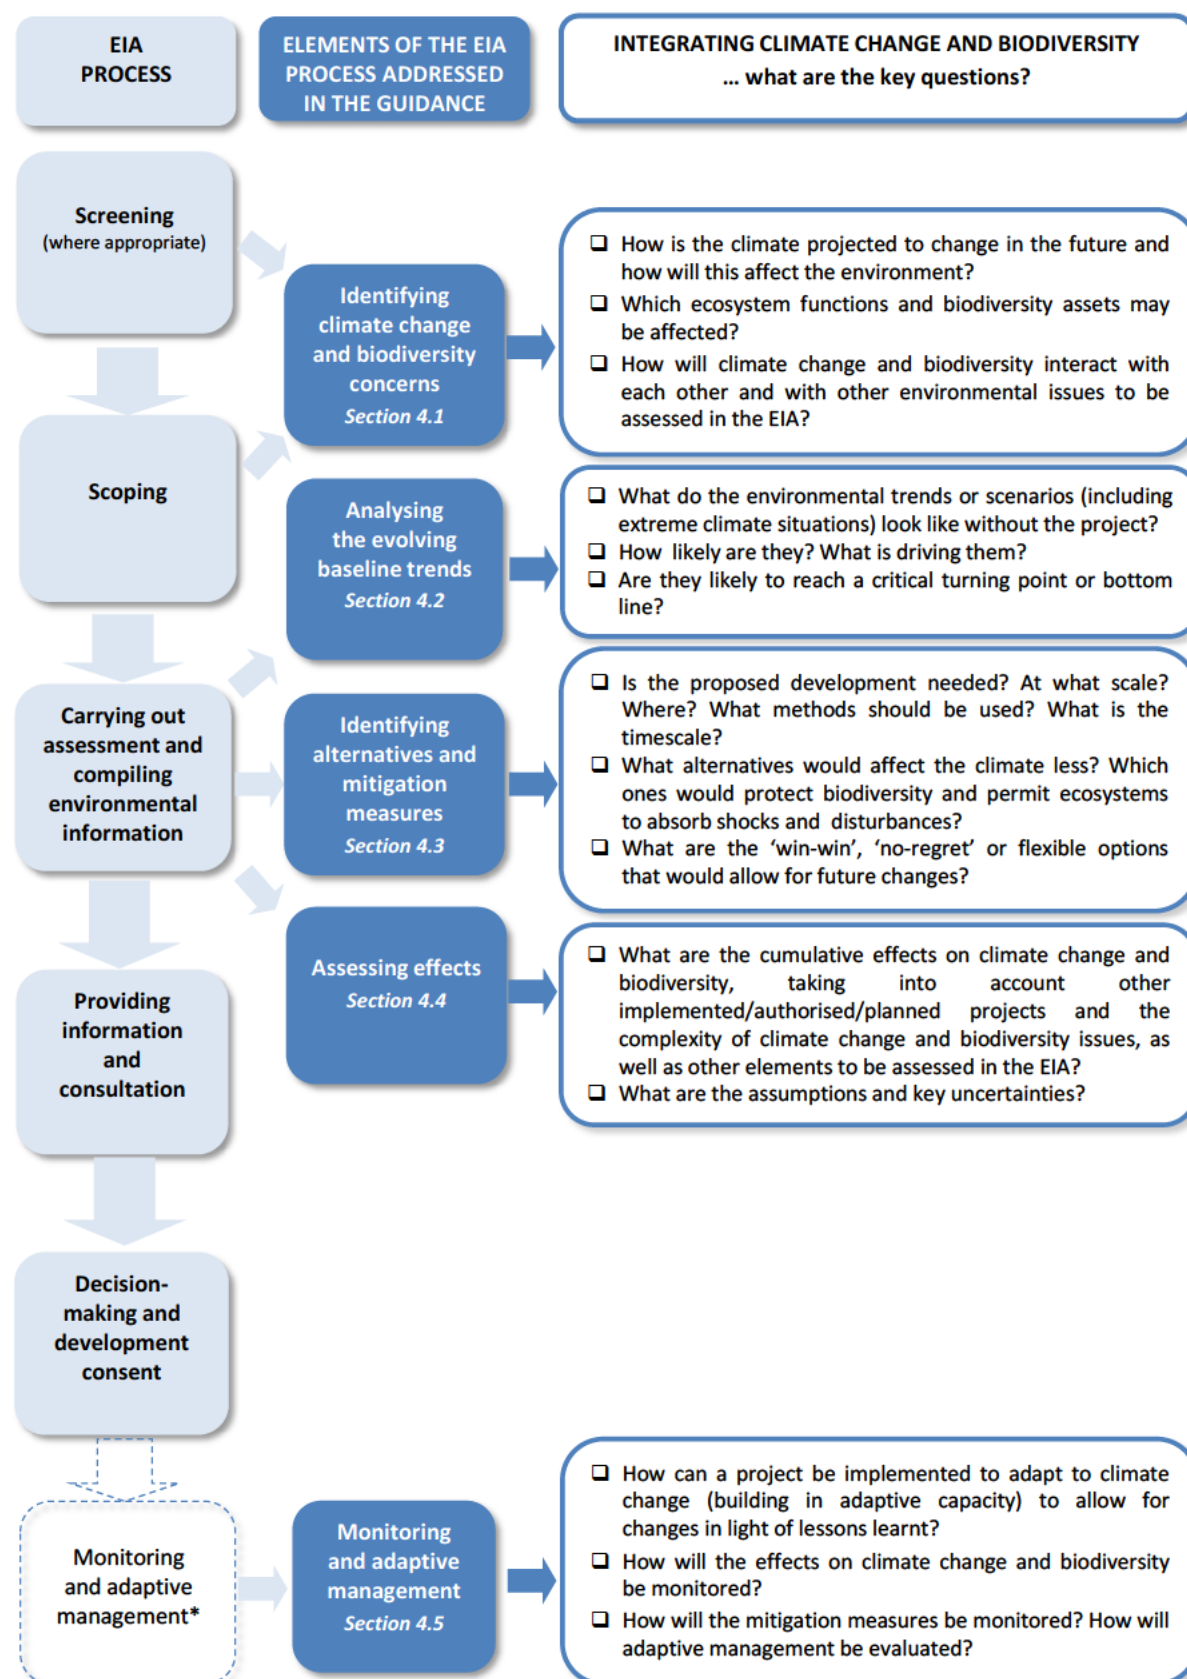 EIA
PROCESS
ELEMENTS OF THE EIA
PROCESS ADDRESSED
IN THE GUIDANCE
INTEGRATING CLIMATE CHANGE AND BIODIVERSITY
... what are the key questions?
Screening
(where appropriate)
Identifying
climate change
and biodiversity
concerns
Section 4.1
❑ How is the climate projected to change in the future and
how will this affect the environment?
❑ Which ecosystem functions and biodiversity assets may
be affected?
❑ How will climate change and biodiversity interact with
each other and with other environmental issues to be
assessed in the EIA?
Scoping
Analysing
the evolving
baseline trends
Section 4.2
❑ What do the environmental trends or scenarios (including
extreme climate situations) look like without the project?
❑ How likely are they? What is driving them?
❑ Are they likely to reach a critical turning point or bottom
line?
Carrying out
assessment and
compiling
environmental
information
Identifying
alternatives and
mitigation
measures
Section 4.3
❑ Is the proposed development needed? At what scale?
Where? What methods should be used? What is the
timescale?
❑ What alternatives would affect the climate less? Which
ones would protect biodiversity and permit ecosystems
to absorb shocks and disturbances?
❑ What are the ‘win-win’, ‘no-regret’ or flexible options
that would allow for future changes?
Assessing effects
Section 4.4
❑ What are the cumulative effects on climate change and
biodiversity, taking into account other
implemented/authorised/planned projects and the
complexity of climate change and biodiversity issues, as
well as other elements to be assessed in the EIA?
❑ What are the assumptions and key uncertainties?
Providing
information
and
consultation
Decision-
making and
development
consent
Monitoring
and adaptive
management*
Monitoring
and adaptive
management
Section 4.5
❑ How can a project be implemented to adapt to climate
change (building in adaptive capacity) to allow for
changes in light of lessons learnt?
❑ How will the effects on climate change and biodiversity
be monitored?
❑ How will the mitigation measures be monitored? How will
adaptive management be evaluated?